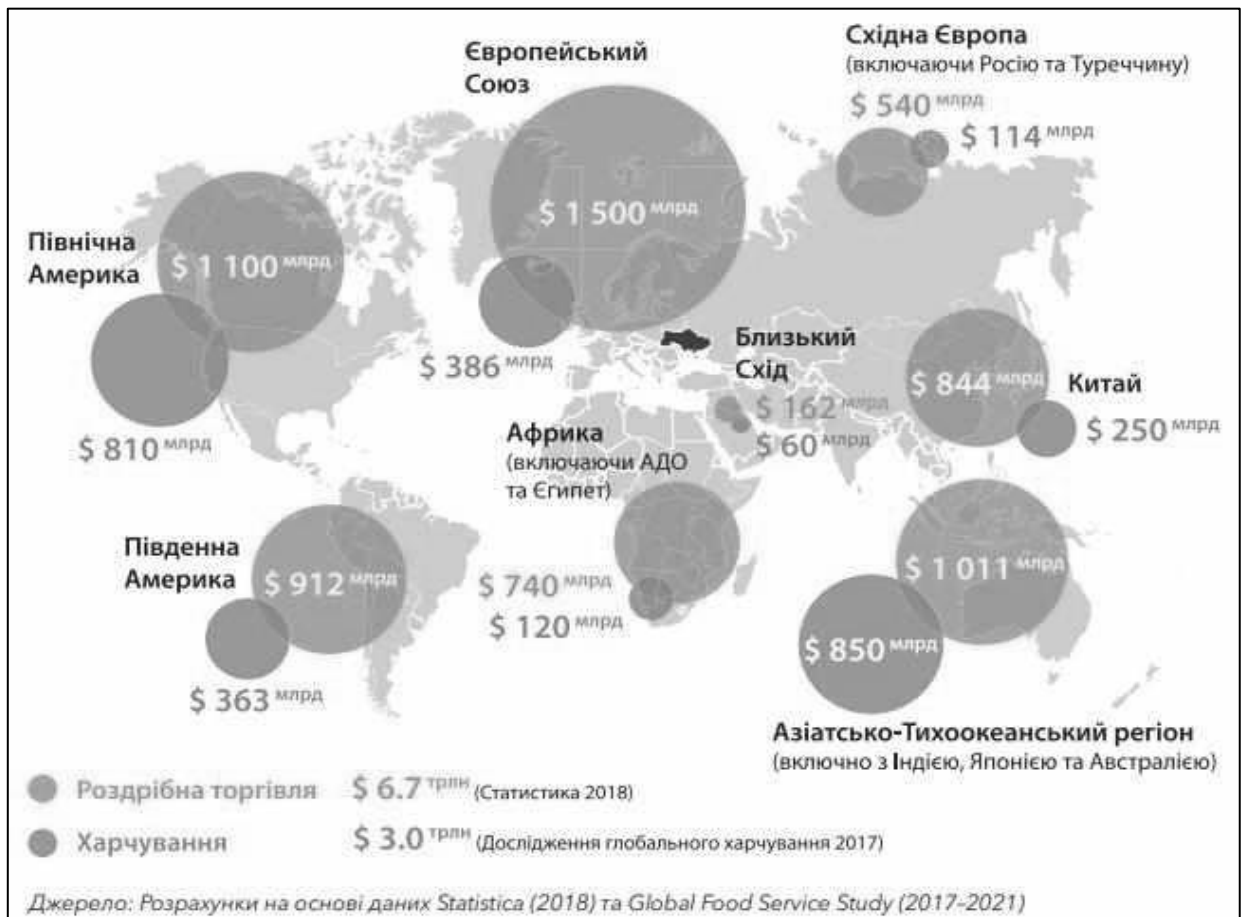 Європейський
Союз
$ 1 500 млрд
$ 386 млрд
Східна Європа
(включаючи Росію та Туреччину)
$ 540 млрд
$ 114 млрд
Північна
Америка
$ 1 100 млрд
$ 810 млрд
Близький
Схід
$ 162 млрд
$ 60 млрд
$ 844 млрд
Китай
$ 250 млрд
Африка
(включаючи АДО
та Єгипет)
$ 740 млрд
$ 120 млрд
Південна
Америка
$ 912 млрд
$ 363 млрд
$ 1 011 млрд
$ 850 млрд
Азіатсько-Тихоокеанський регіон
(включно з Індією, Японією та Австралією)
Роздрібна торгівля $ 6.7 трлн (Статистика 2018)
Харчування $ 3.0 трлн (Дослідження глобального харчування 2017)
Джерело: Розрахунки на основі даних Statistica (2018) та Global Food Service Study (2017–2021)